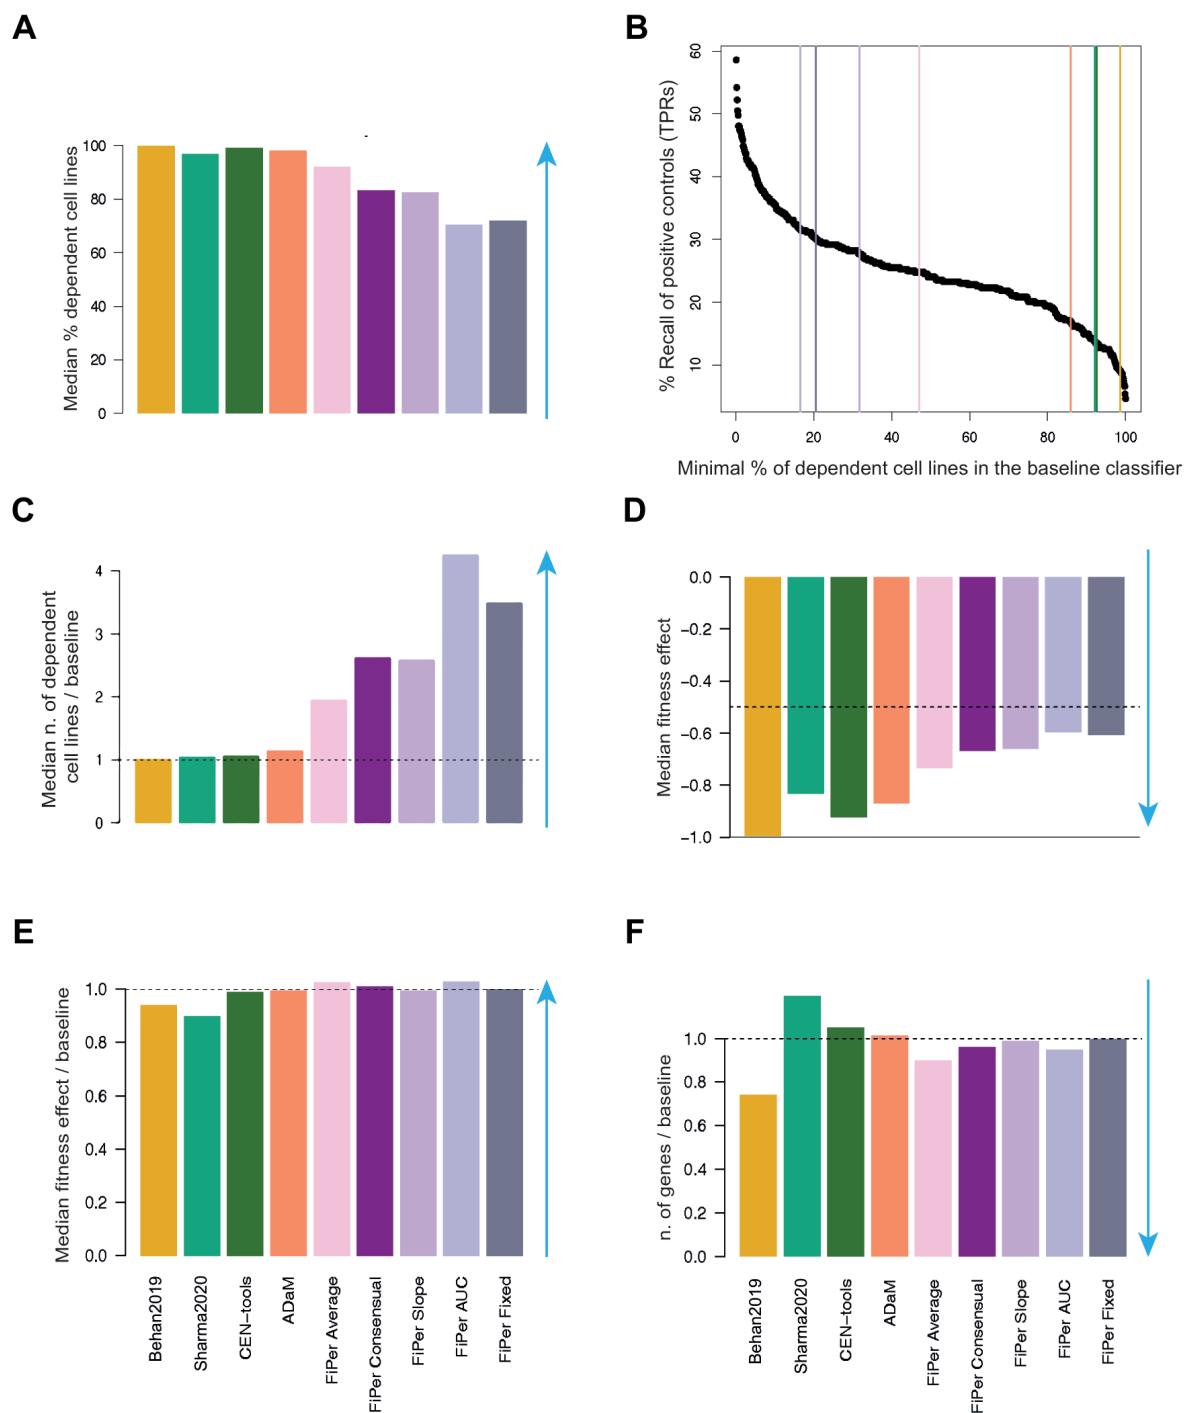 A
Median % dependent cell lines
100
80
60
40
20
0
B
% Recall of positive controls (TPRs)
60
50
40
30
20
10
0 20 40 60 80 100
Minimal % of dependent cell lines in the baseline classifier
C
Median n. of dependent
cell lines / baseline
4
3
2
1
0
D
Median fitness effect
0.0
−0.2
−0.4
−0.6
−0.8
−1.0
E
Median fitness effect / baseline
1.0
0.8
0.6
0.4
0.2
0.0
Behan2019
Sharma2020
CEN−tools
ADaM
FiPer Average
FiPer Consensual
FiPer Slope
FiPer AUC
FiPer Fixed
F
n. of genes / baseline
1.0
0.8
0.6
0.4
0.2
0.0
Behan2019
Sharma2020
CEN−tools
ADaM
FiPer Average
FiPer Consensual
FiPer Slope
FiPer AUC
FiPer Fixed